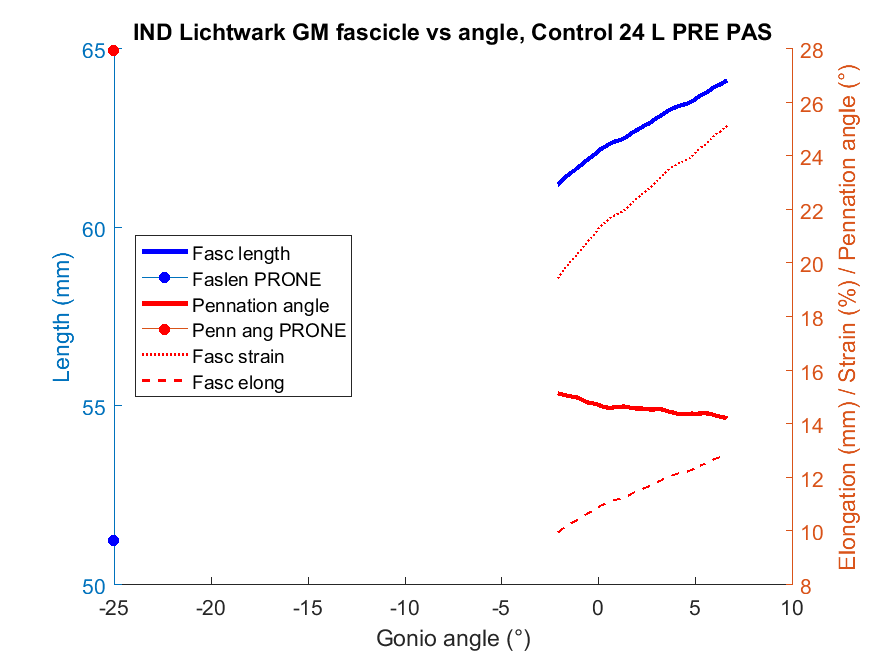 IND Lichtwark GM fascicle vs angle, Control 24 L PRE PAS
65
60
55
50
Length (mm)
Fasc length
Faslen PRONE
Pennation angle
Penn ang PRONE
Fasc strain
Fasc elong
28
26
24
22
20
18
16
14
12
10
8
Elongation (mm) / Strain (%) / Pennation angle (°)
-25 -20 -15 -10 -5 0 5 10
Gonio angle (°)